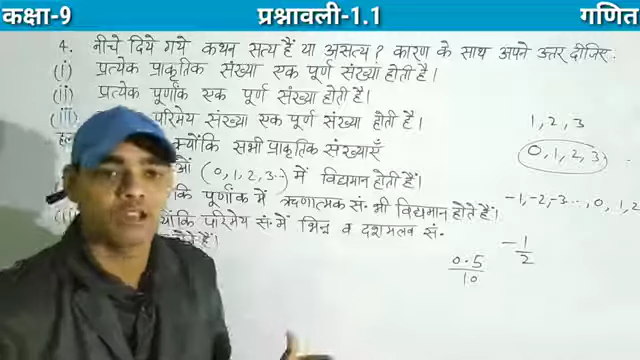 कक्षा-9 प्रश्नावली-1.1 गणित
4. नीचे दिये गये कथन सत्य हैं या असत्य? कारण के साथ अपने उत्तर दीजिए.
(i) प्रत्येक प्राकृतिक संख्या एक पूर्ण संख्या होती है।
(ii) प्रत्येक पूर्णांक एक पूर्ण संख्या होती है।
(iii) परिमेय संख्या एक पूर्ण संख्या होती है।
1, 2, 3
क्योंकि सभी प्राकृतिक संख्याएँ
0, 1, 2, 3.
(0, 1, 2, 3..) में विद्यमान होती हैं।
कि पूर्णांक में ऋणात्मक सं. भी विद्यमान होते हैं।
-1, -2, -3..., 0, 1, 2
परिमेय सं. में भिन्न व दशमलव सं.
0.5/10
-1/2